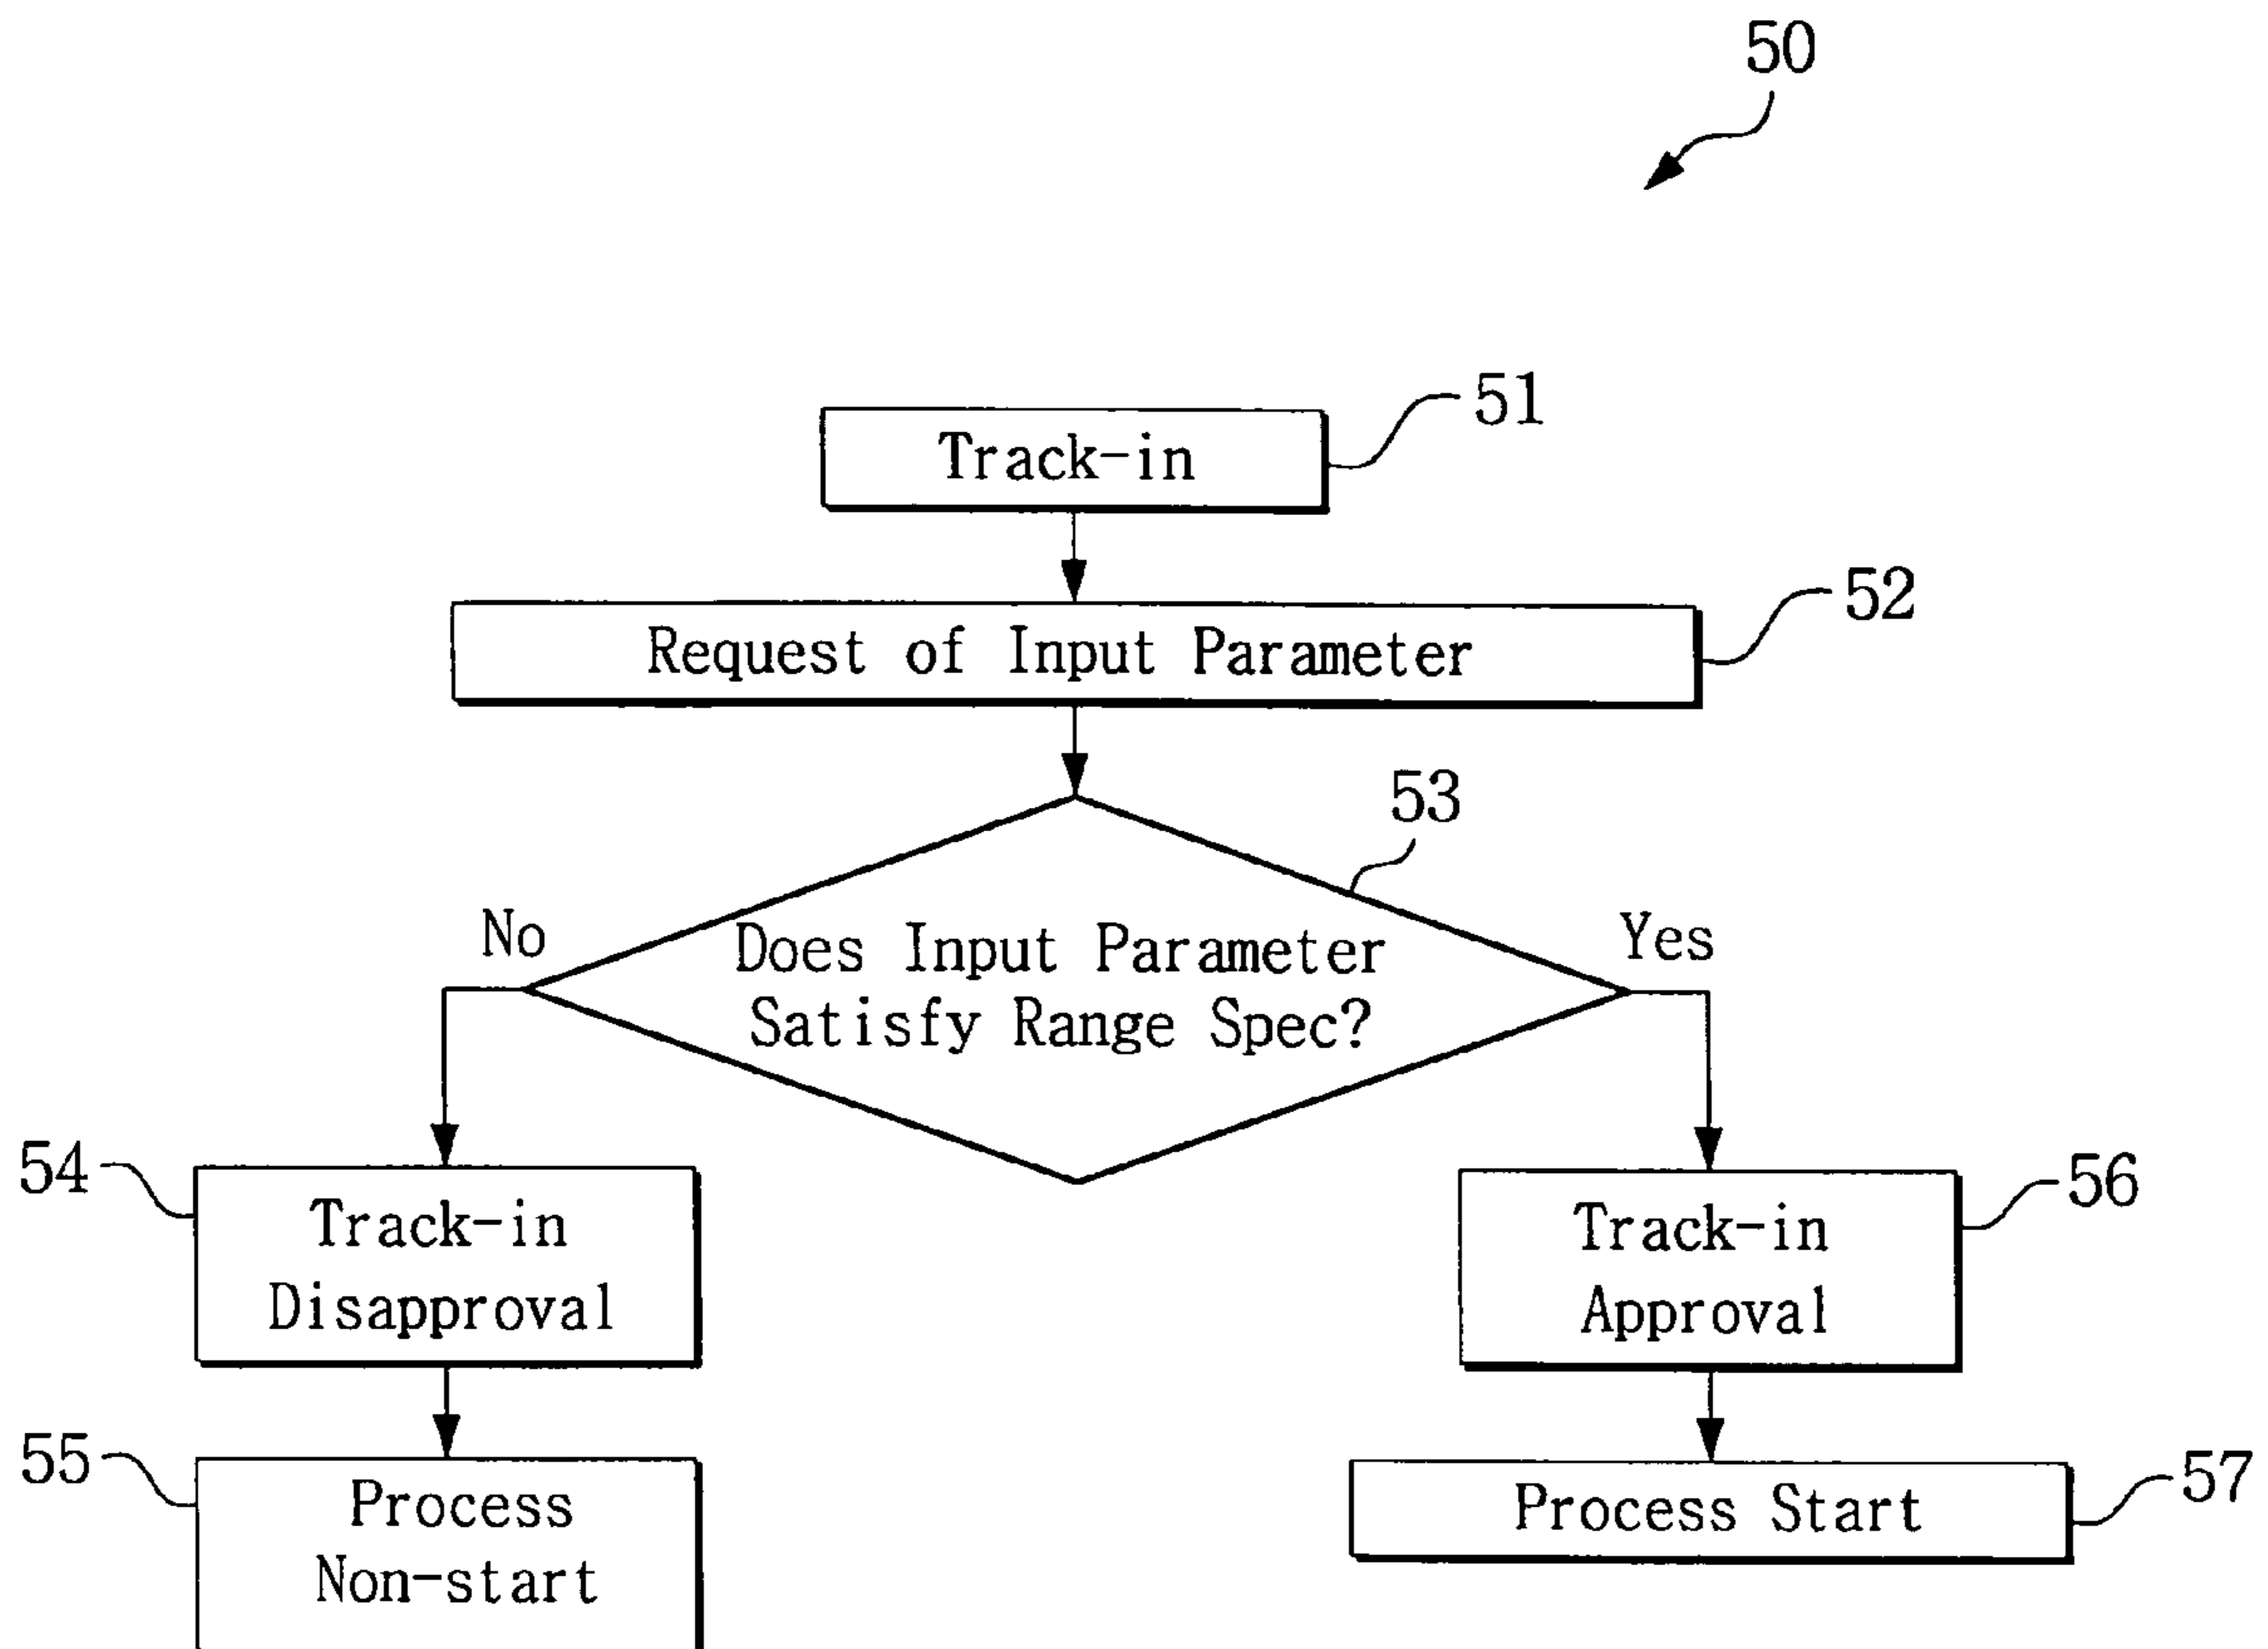 50
Track-in
51
Request of Input Parameter
52
53
No
Does Input Parameter
Satisfy Range Spec?
Yes
54
Track-in
Disapproval
Track-in
Approval
56
55
Process
Non-start
Process Start
57